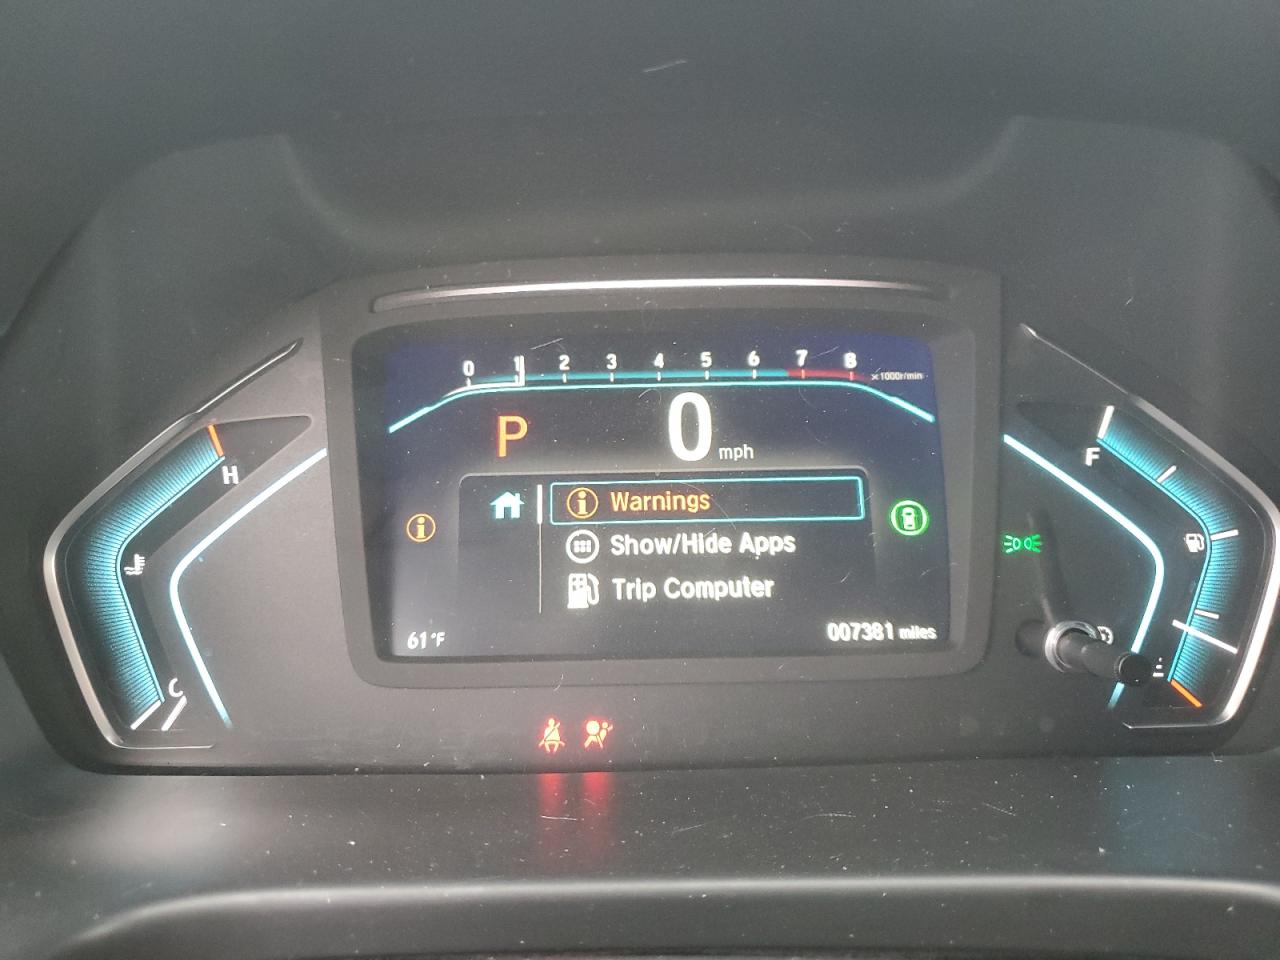 0 1 2 3 4 5 6 7 8 x1000r/min
P 0 mph
F
H
Warnings
Show/Hide Apps
Trip Computer
61°F 007381 miles
C